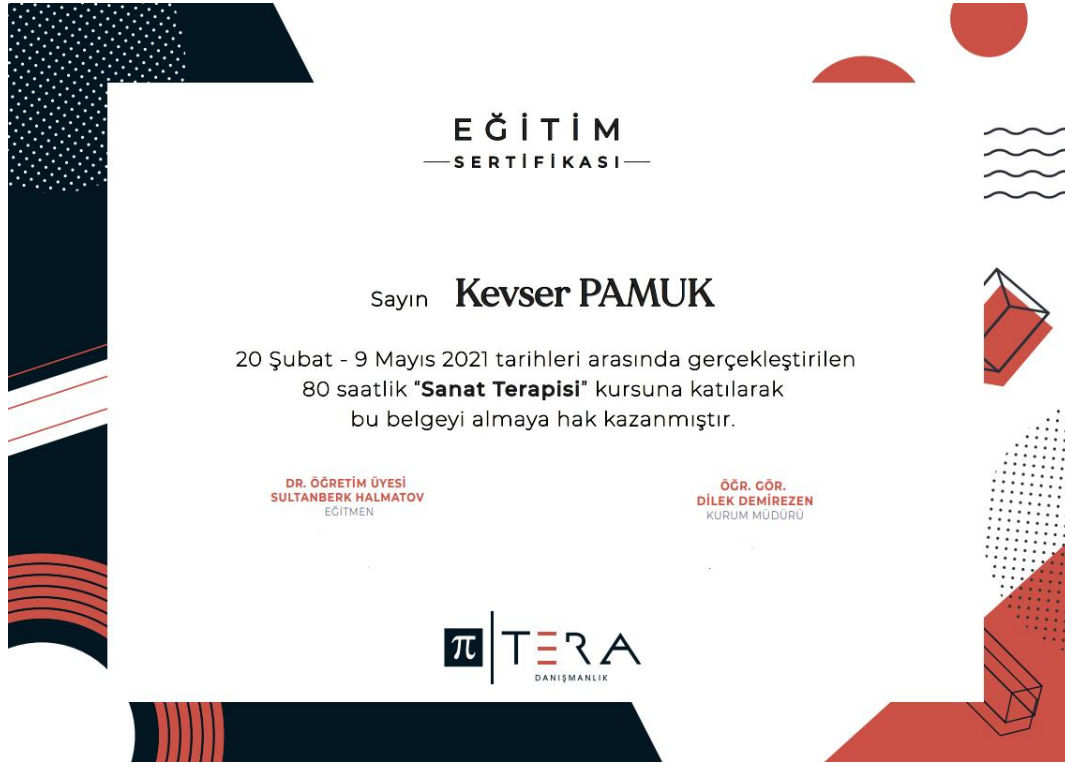 EĞİTİM
SERTİFİKASI
Sayın Kevser PAMUK
20 Şubat - 9 Mayıs 2021 tarihleri arasında gerçekleştirilen
80 saatlik "Sanat Terapisi" kursuna katılarak
bu belgeyi almaya hak kazanmıştır.
DR. ÖĞRETİM ÜYESİ
SULTANBERK HALMATOV
EĞİTMEN
ÖĞR. GÖR.
DİLEK DEMİREZEN
KURUM MÜDÜRÜ
π TERA
DANIŞMANLIK